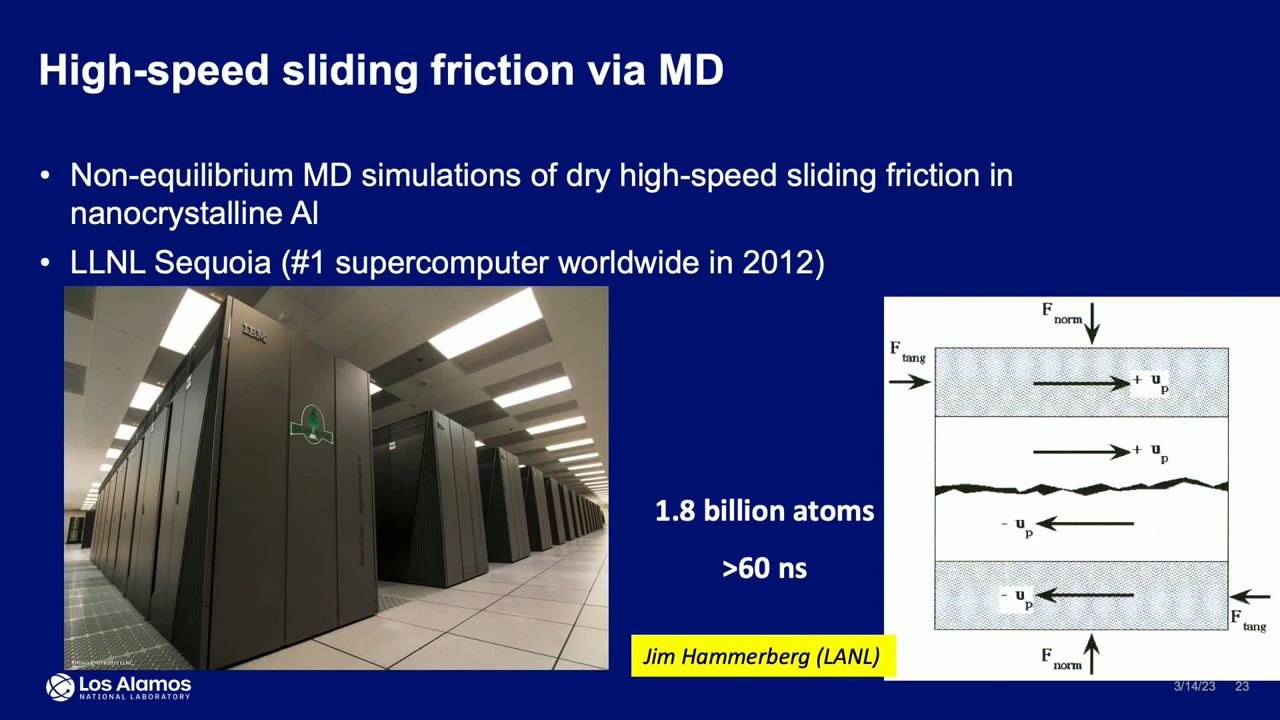 High-speed sliding friction via MD
• Non-equilibrium MD simulations of dry high-speed sliding friction in
nanocrystalline Al
• LLNL Sequoia (#1 supercomputer worldwide in 2012)
IBM
1.8 billion atoms
>60 ns
Jim Hammerberg (LANL)
F norm
F tang
+ u p
+ u p
- u p
- u p
F tang
F norm
Los Alamos
NATIONAL LABORATORY
3/14/23 23